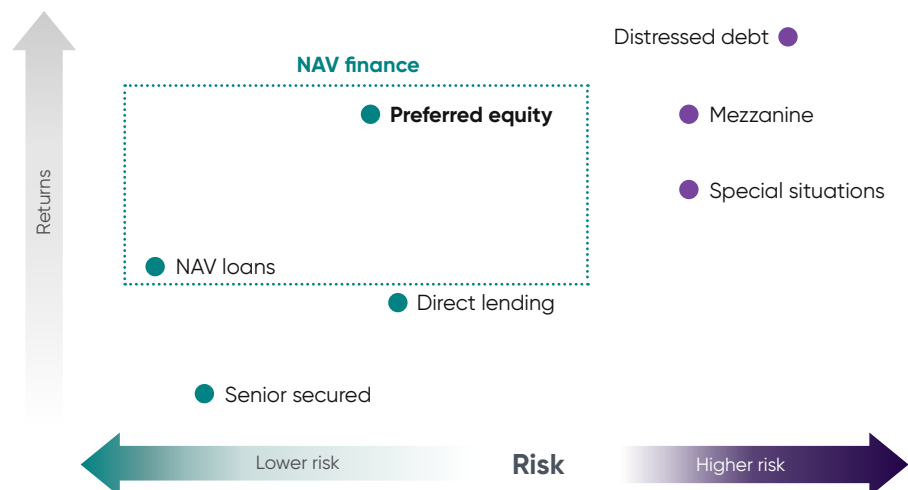 Distressed debt
NAV finance
Preferred equity
Mezzanine
Returns
Special situations
NAV loans
Direct lending
Senior secured
Lower risk
Risk
Higher risk